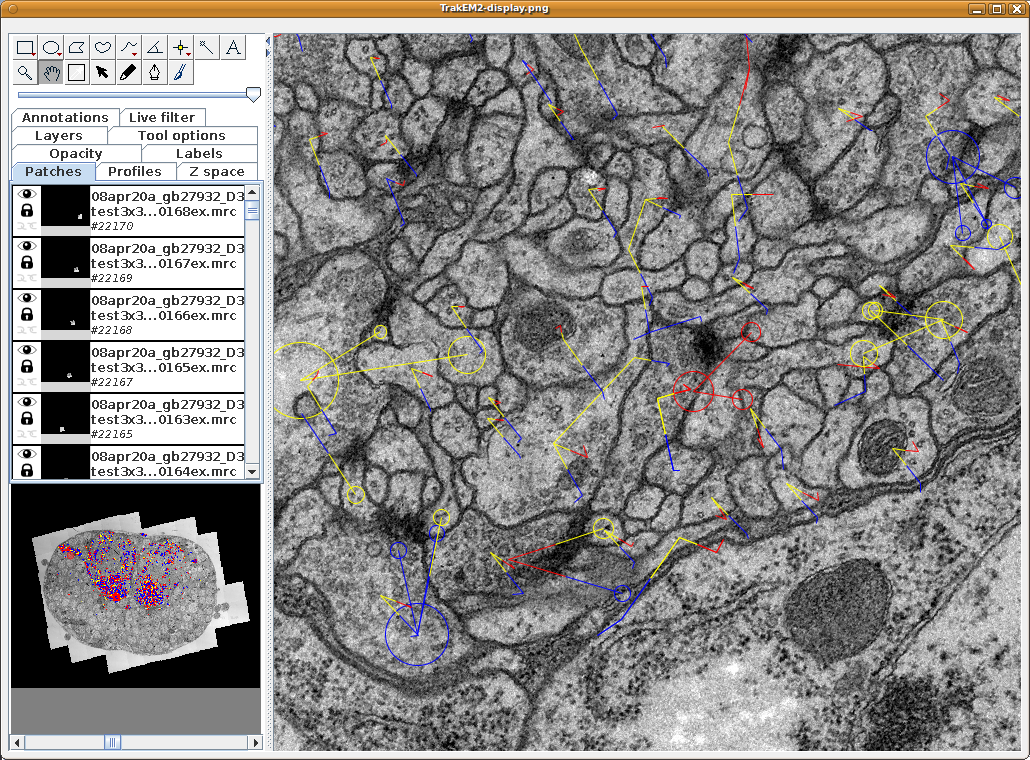 TrakEM2-display.png
A
Annotations
Live filter
Layers
Tool options
Opacity
Labels
Patches
Profiles
Z space
08apr20a_gb27932_D3
test3x3...0168ex.mrc
#22170
08apr20a_gb27932_D3
test3x3...0167ex.mrc
#22169
08apr20a_gb27932_D3
test3x3...0166ex.mrc
#22168
08apr20a_gb27932_D3
test3x3...0165ex.mrc
#22167
08apr20a_gb27932_D3
test3x3...0163ex.mrc
#22165
08apr20a_gb27932_D3
test3x3...0164ex.mrc